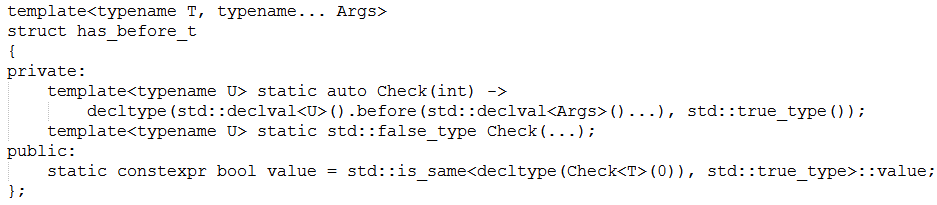 template<typename T, typename... Args>
struct has_before_t
{
private:
    template<typename U> static auto Check(int) ->
        decltype(std::declval<U>().before(std::declval<Args>()...), std::true_type());
    template<typename U> static std::false_type Check(...);
public:
    static constexpr bool value = std::is_same<decltype(Check<T>(0)), std::true_type>::value;
};